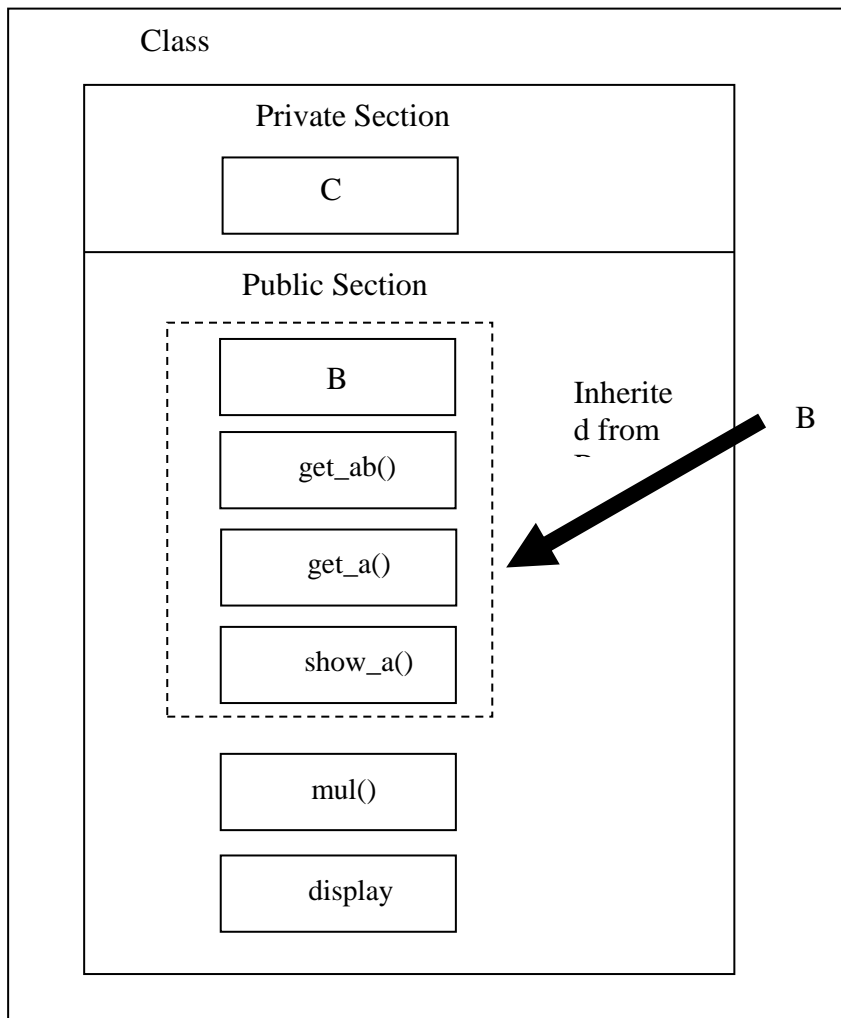 Class
Private Section
C
Public Section
B
get_ab()
Inherite
d from
B
get_a()
show_a()
mul()
display